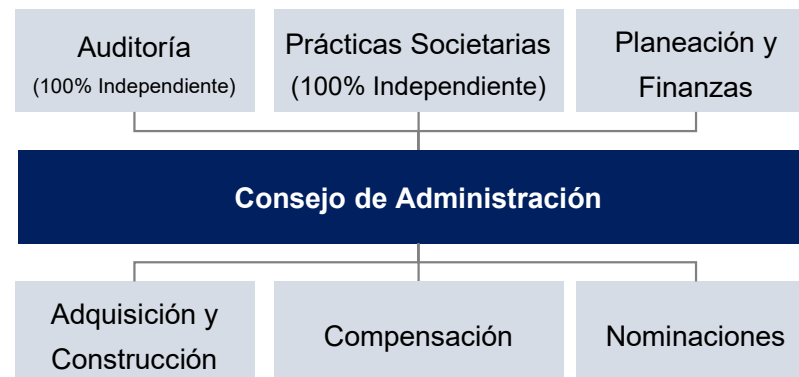 Auditoría
(100% Independiente)
Prácticas Societarias
(100% Independiente)
Planeación y
Finanzas
Consejo de Administración
Adquisición y
Construcción
Compensación
Nominaciones